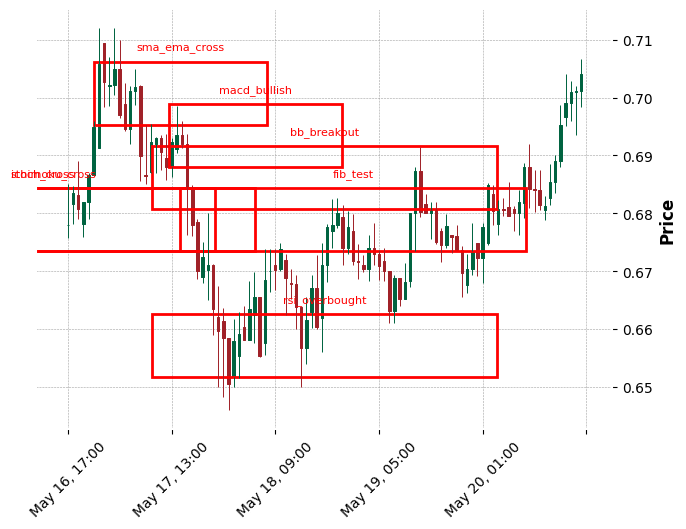 sma_ema_cross
macd_bullish
bb_breakout
fib_test
rsi_overbought
0.71
0.70
0.69
0.68
0.67
0.66
0.65
Price
May 16, 17:00
May 17, 13:00
May 18, 09:00
May 19, 05:00
May 20, 01:00